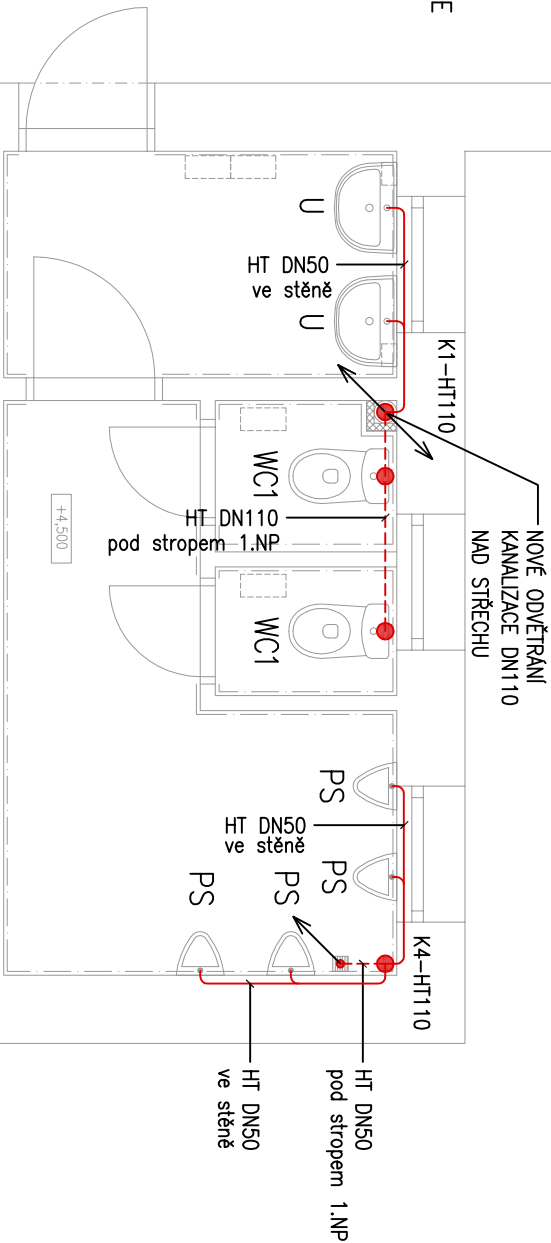 E
U
HT DN50
ve stěně
U
K1-HT110
NOVÉ ODVĚTRÁNÍ
KANALIZACE DN110
NAD STŘECHU
WC1
HT DN110
pod stropem 1.NP
+4,500
WC1
PS
HT DN50
ve stěně
PS
PS
PS
K4-HT110
HT DN50
pod stropem 1.NP
HT DN50
ve stěně